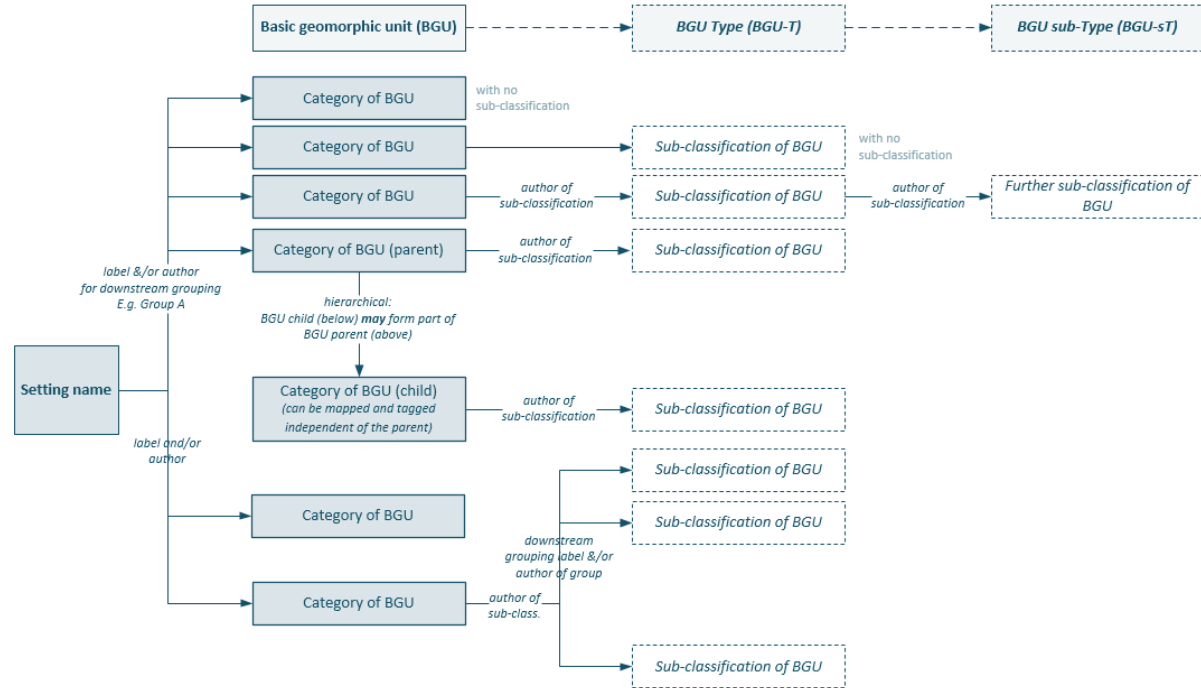 Basic geomorphic unit (BGU)
BGU Type (BGU-T)
BGU sub-Type (BGU-sT)
Category of BGU
with no
sub-classification
Category of BGU
Sub-classification of BGU
with no
sub-classification
Category of BGU
author of
sub-classification
Sub-classification of BGU
author of
sub-classification
Further sub-classification of
BGU
Category of BGU (parent)
author of
sub-classification
Sub-classification of BGU
label &/or author
for downstream grouping
E.g. Group A
hierarchical:
BGU child (below) may form part of
BGU parent (above)
Setting name
Category of BGU (child)
(can be mapped and tagged
independent of the parent)
author of
sub-classification
Sub-classification of BGU
label and/or
author
Sub-classification of BGU
Category of BGU
Sub-classification of BGU
downstream
grouping label &/or
author of group
Category of BGU
author of
sub-class.
Sub-classification of BGU